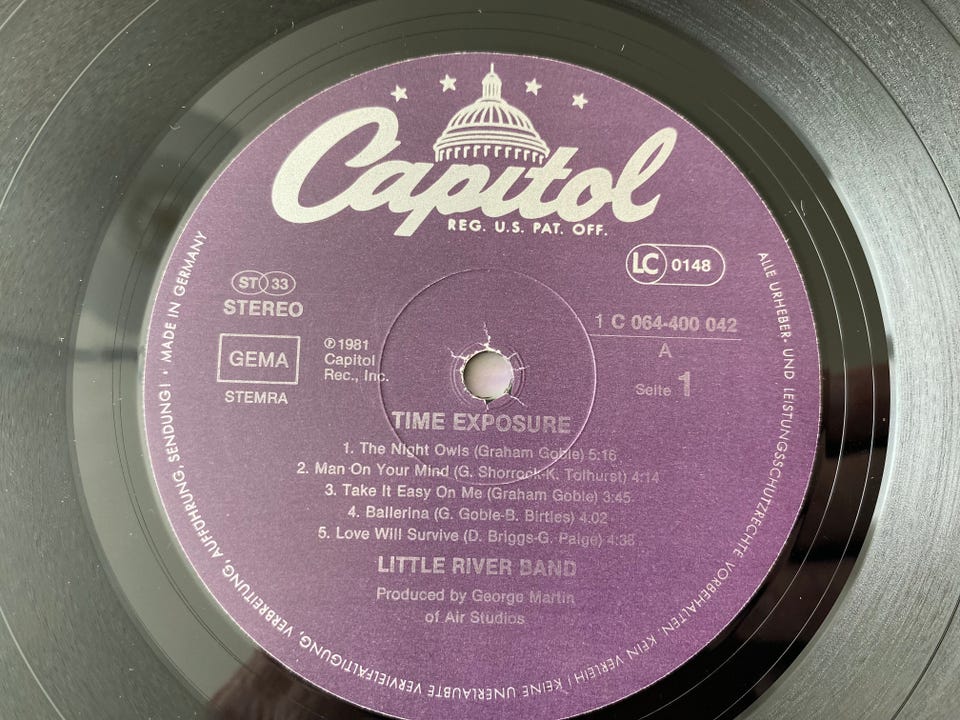 Capitol
REG. U.S. PAT. OFF.
LC 0148
ST 33
STEREO
GEMA
STEMRA
℗1981
Capitol
Rec., Inc.
1 C 064-400 042
A
Seite 1
TIME EXPOSURE
1. The Night Owls (Graham Goble) 5:16
2. Man On Your Mind (G. Shorrock-K. Tolhurst) 4:14
3. Take It Easy On Me (Graham Goble) 3:45
4. Ballerina (G. Goble-B. Birtles) 4:02
5. Love Will Survive (D. Briggs-G. Paige) 4:38
LITTLE RIVER BAND
Produced by George Martin
of Air Studios
ALLE URHEBER- UND LEISTUNGSSCHUTZRECHTE VORBEHALTEN. KEIN VERLEIH! KEINE UNERLAUBTE VERVIELFÄLTIGUNG, VERBREITUNG, AUFFÜHRUNG, SENDUNG! · MADE IN GERMANY